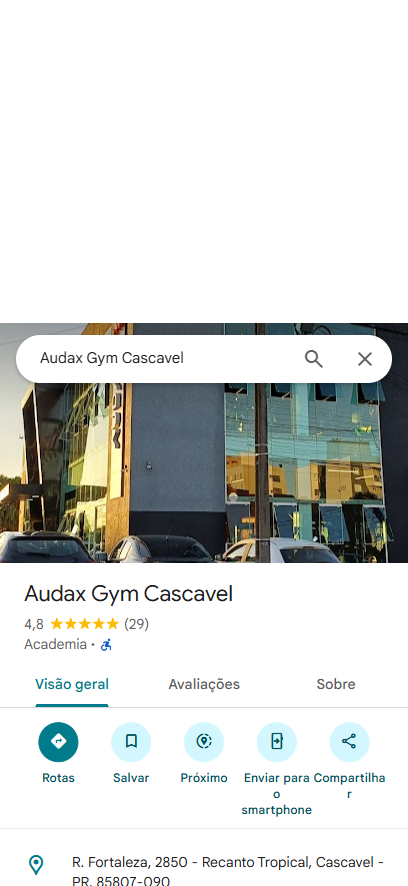 Audax Gym Cascavel
Audax Gym Cascavel
4,8 (29)
Academia ·
Visão geral Avaliações Sobre
Rotas Salvar Próximo Enviar para o smartphone Compartilhar
R. Fortaleza, 2850 - Recanto Tropical, Cascavel -
PR, 85807-090